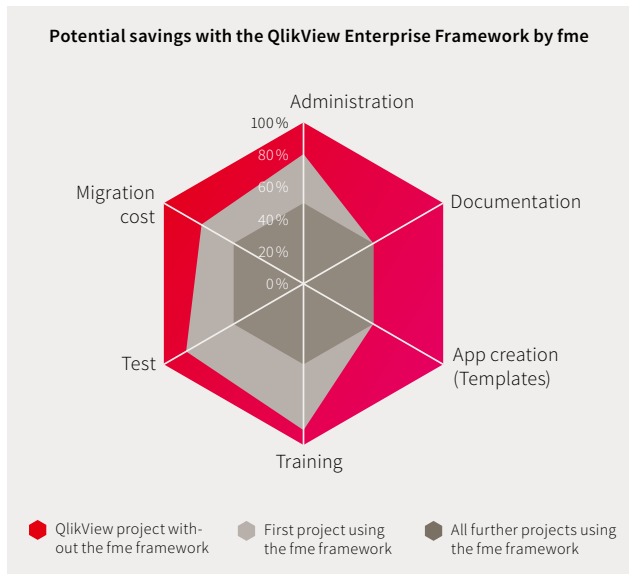 Potential savings with the QlikView Enterprise Framework by fme
Administration
100 %
80 %
60 %
40 %
20 %
0 %
Migration
cost
Documentation
Test
App creation
(Templates)
Training
QlikView project with-
out the fme framework
First project using
the fme framework
All further projects using
the fme framework